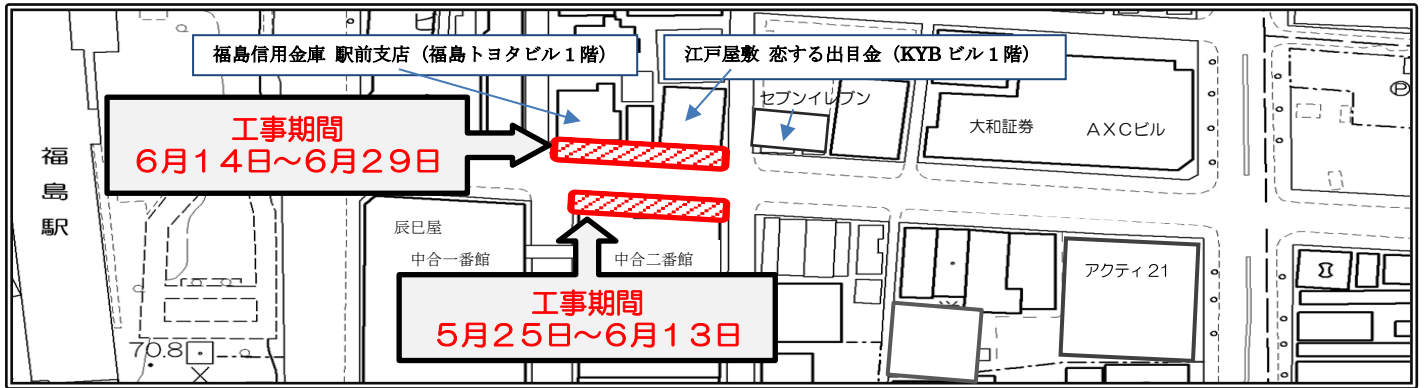 福島信用金庫 駅前支店（福島トヨタビル１階）
江戸屋敷 恋する出目金（KYB ビル１階）
セブンイレブン
大和証券
AXCビル
Ⓟ
工事期間
６月１４日～６月２９日
福島駅
辰巳屋
中合一番館
中合二番館
アクティ21
工事期間
５月２５日～６月１３日
70.8